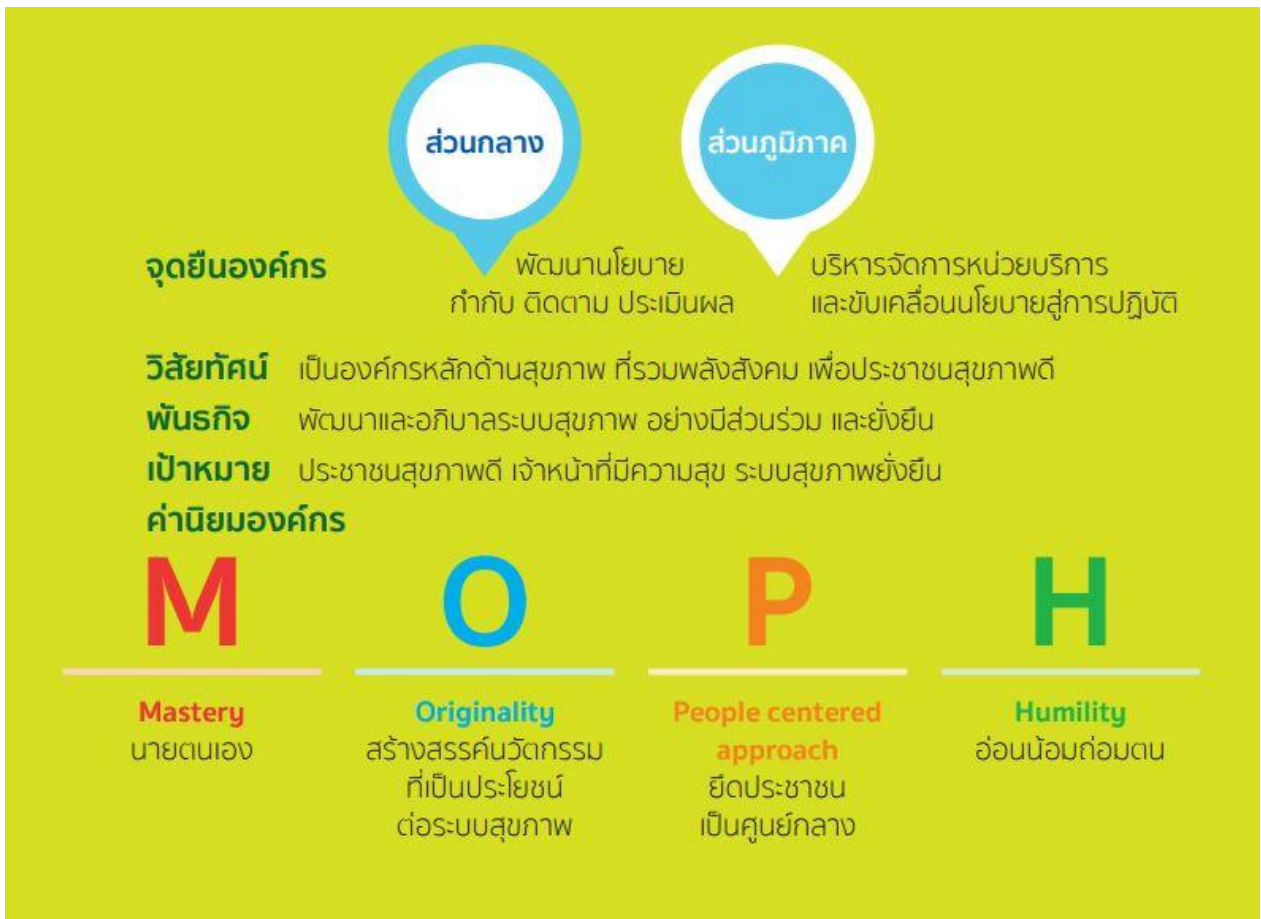 ส่วนกลาง
ส่วนภูมิภาค
จุดยืนองค์กร
พัฒนานโยบาย
กำกับ ติดตาม ประเมินผล
บริหารจัดการหน่วยบริการ
และขับเคลื่อนนโยบายสู่การปฏิบัติ
วิสัยทัศน์ เป็นองค์กรหลักด้านสุขภาพ ที่รวมพลังสังคม เพื่อประชาชนสุขภาพดี
พันธกิจ พัฒนาและอภิบาลระบบสุขภาพ อย่างมีส่วนร่วม และยั่งยืน
เป้าหมาย ประชาชนสุขภาพดี เจ้าหน้าที่มีความสุข ระบบสุขภาพยั่งยืน
ค่านิยมองค์กร
M
Mastery
นายตนเอง
O
Originality
สร้างสรรค์นวัตกรรม
ที่เป็นประโยชน์
ต่อระบบสุขภาพ
P
People centered
approach
ยึดประชาชน
เป็นศูนย์กลาง
H
Humility
อ่อนน้อมถ่อมตน